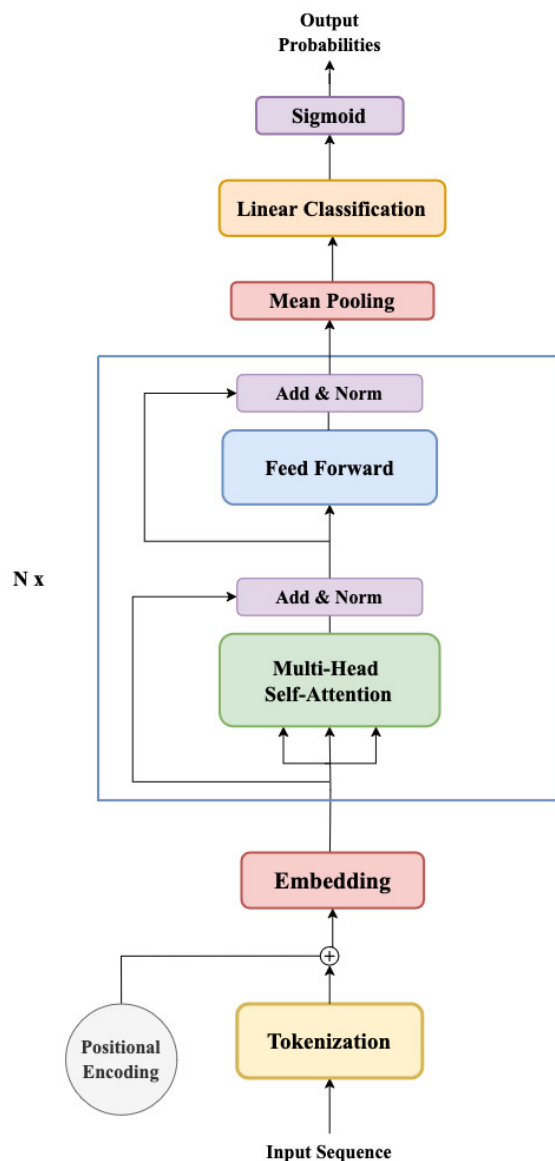 Output
Probabilities
Sigmoid
Linear Classification
Mean Pooling
Add & Norm
Feed Forward
N x
Add & Norm
Multi-Head
Self-Attention
Embedding
Positional
Encoding
Tokenization
Input Sequence